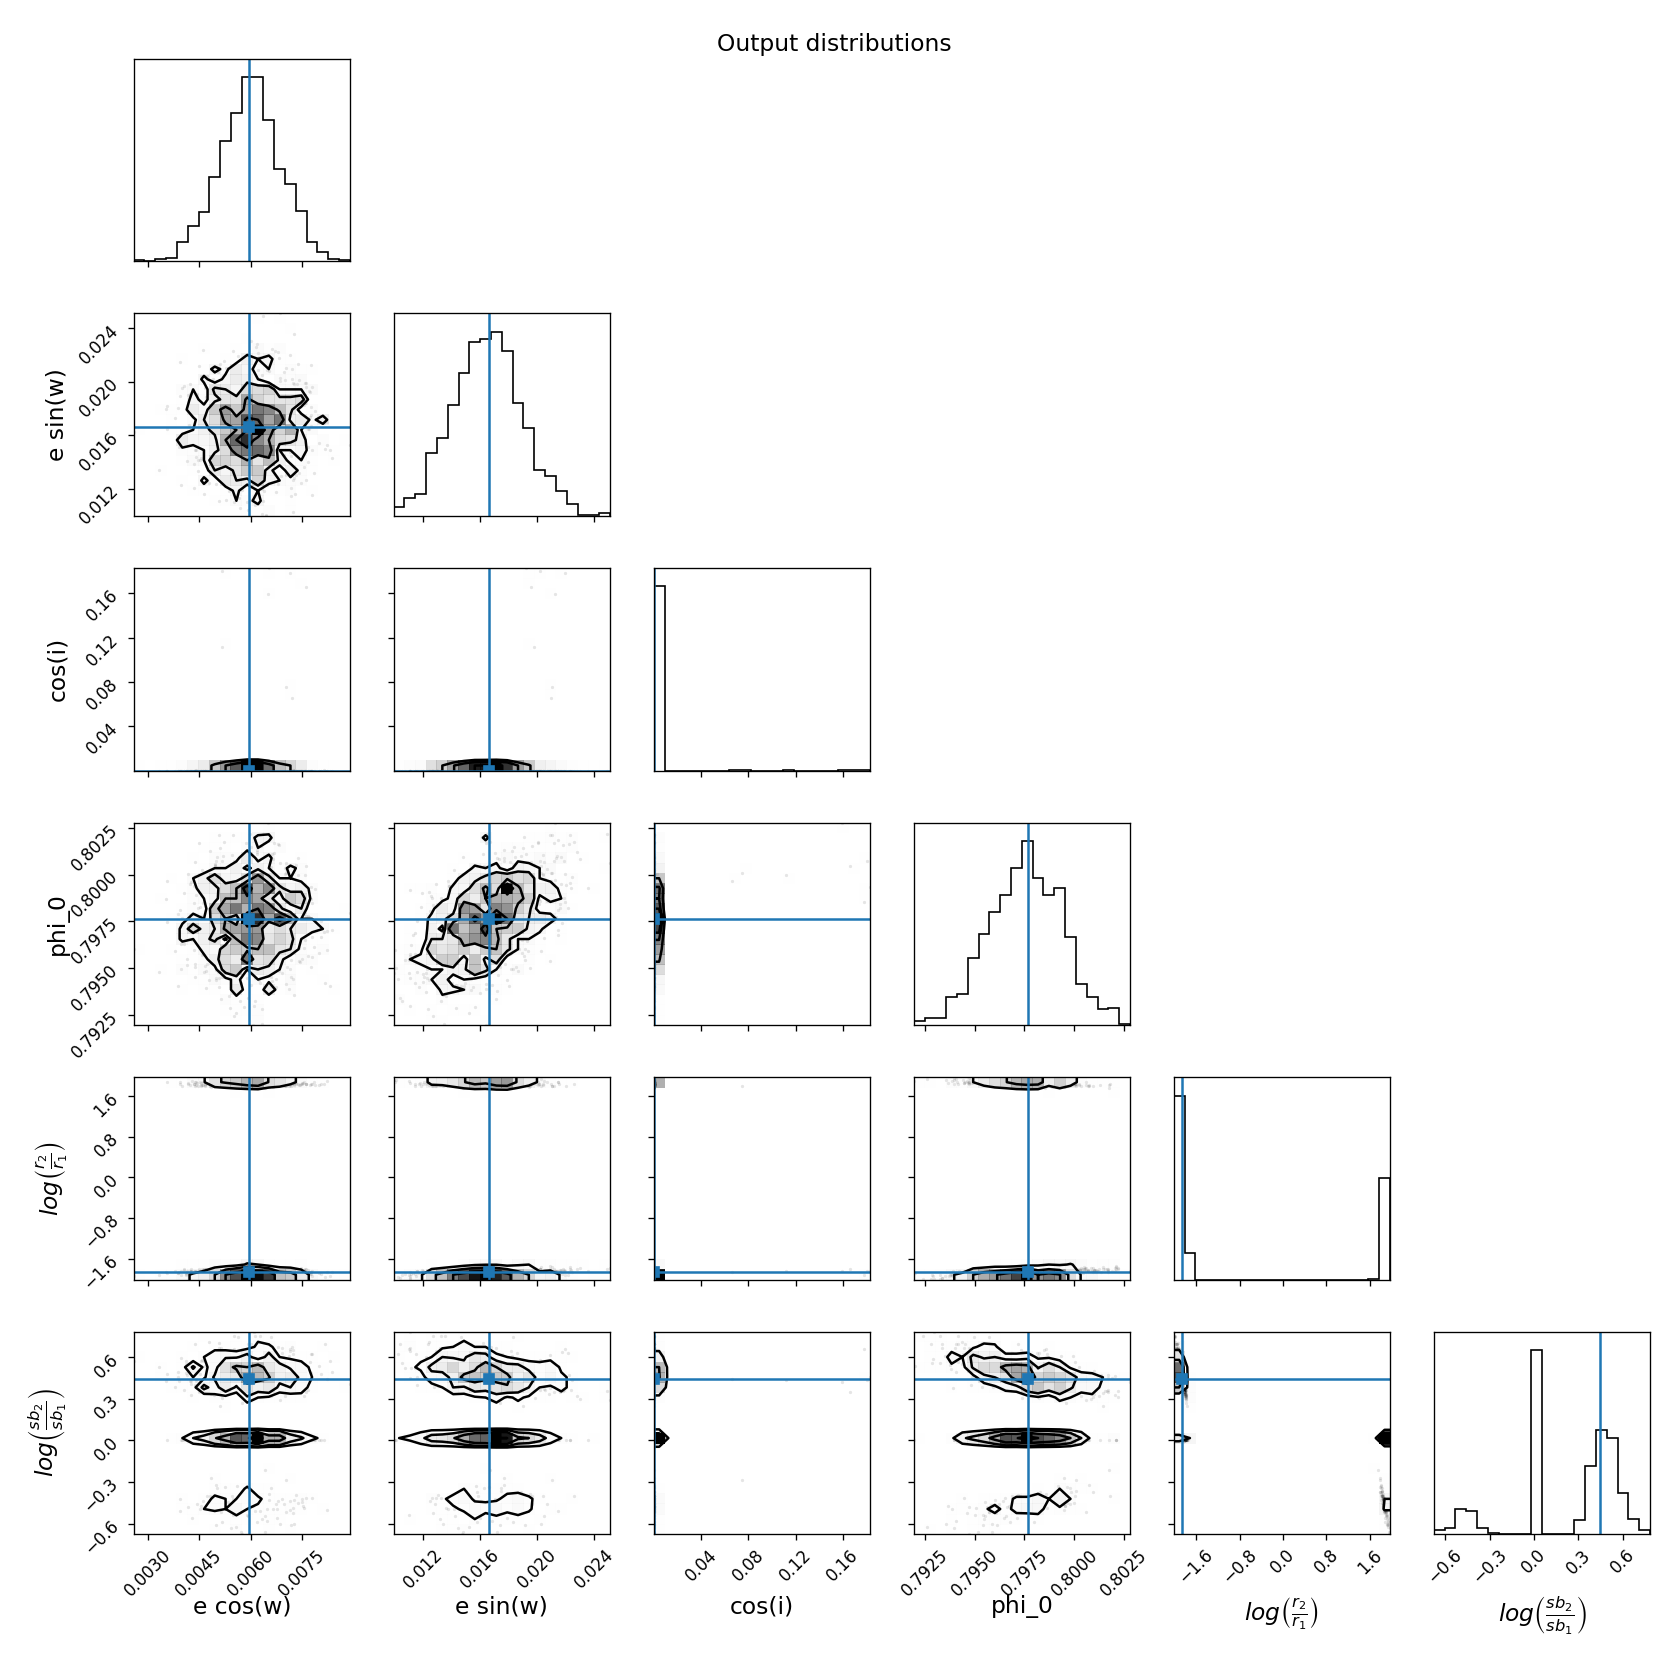 Output distributions
e sin(w)
0.024
0.020
0.016
0.012
cos(i)
0.16
0.12
0.08
0.04
phi_0
0.8025
0.8000
0.7975
0.7950
0.7925
log(r₂/r₁)
1.6
0.8
0.0
−0.8
−1.6
log(sb₂/sb₁)
0.6
0.3
0.0
−0.3
−0.6
0.0030 0.0045 0.0060 0.0075
e cos(w)
0.012 0.016 0.020 0.024
e sin(w)
0.04 0.08 0.12 0.16
cos(i)
0.7925 0.7950 0.7975 0.8000 0.8025
phi_0
−1.6 −0.8 0.0 0.8 1.6
log(r₂/r₁)
−0.6 −0.3 0.0 0.3 0.6
log(sb₂/sb₁)